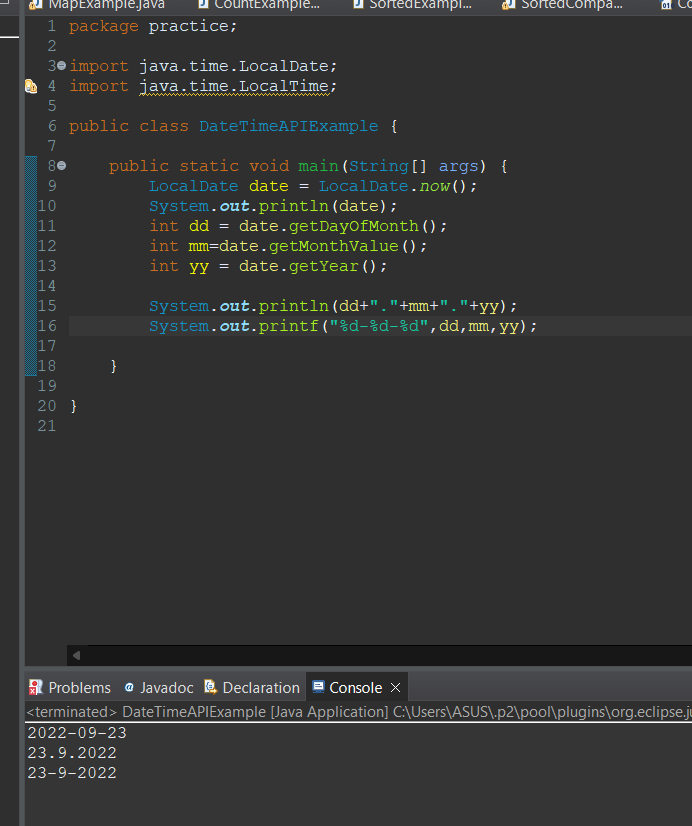 MapExample.java CountExample... SortedExampl... SortedCompa...
1 package practice;
2
3 import java.time.LocalDate;
4 import java.time.LocalTime;
5
6 public class DateTimeAPIExample {
7
8 public static void main(String[] args) {
9 LocalDate date = LocalDate.now();
10 System.out.println(date);
11 int dd = date.getDayOfMonth();
12 int mm=date.getMonthValue();
13 int yy = date.getYear();
14
15 System.out.println(dd+"."+mm+"."+yy);
16 System.out.printf("%d-%d-%d",dd,mm,yy);
17
18 }
19
20 }
21
Problems @ Javadoc Declaration Console
<terminated> DateTimeAPIExample [Java Application] C:\Users\ASUS\.p2\pool\plugins\org.eclipse.ju
2022-09-23
23.9.2022
23-9-2022